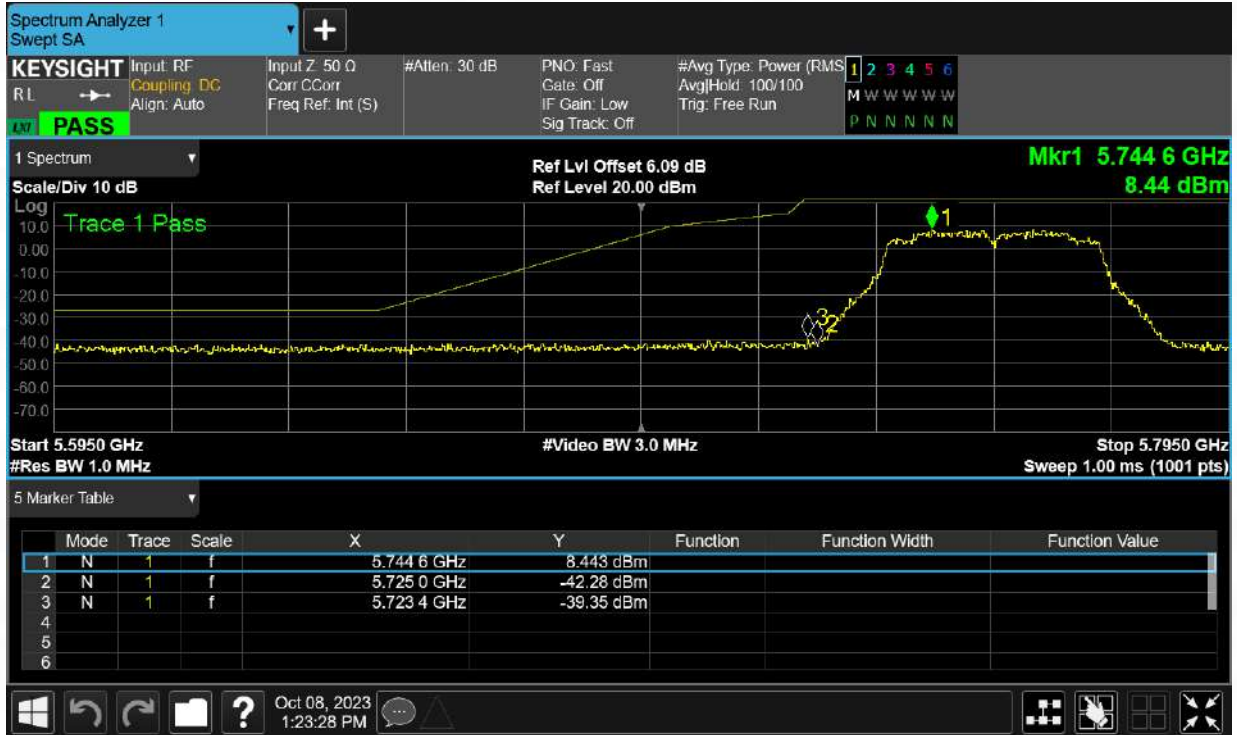 Spectrum Analyzer 1
Swept SA
KEYSIGHT Input: RF Input Z: 50 Ω #Atten: 30 dB PNO: Fast #Avg Type: Power (RMS 1 2 3 4 5 6
RL Coupling: DC Corr CCorr Gate: Off Avg|Hold: 100/100 M W W W W W
Align: Auto Freq Ref: Int (S) IF Gain: Low Trig: Free Run
LXI PASS Sig Track: Off P N N N N N
1 Spectrum Ref Lvl Offset 6.09 dB Mkr1 5.744 6 GHz
Scale/Div 10 dB Ref Level 20.00 dBm 8.44 dBm
Log
Trace 1 Pass
1
10.0
0.00
-10.0
-20.0
-30.0
3 2
-40.0
-50.0
-60.0
-70.0
Start 5.5950 GHz #Video BW 3.0 MHz Stop 5.7950 GHz
#Res BW 1.0 MHz Sweep 1.00 ms (1001 pts)
5 Marker Table
Mode Trace Scale X Y Function Function Width Function Value
1 N 1 f 5.744 6 GHz 8.443 dBm
2 N 1 f 5.725 0 GHz -42.28 dBm
3 N 1 f 5.723 4 GHz -39.35 dBm
4
5
6
? Oct 08, 2023
1:23:28 PM